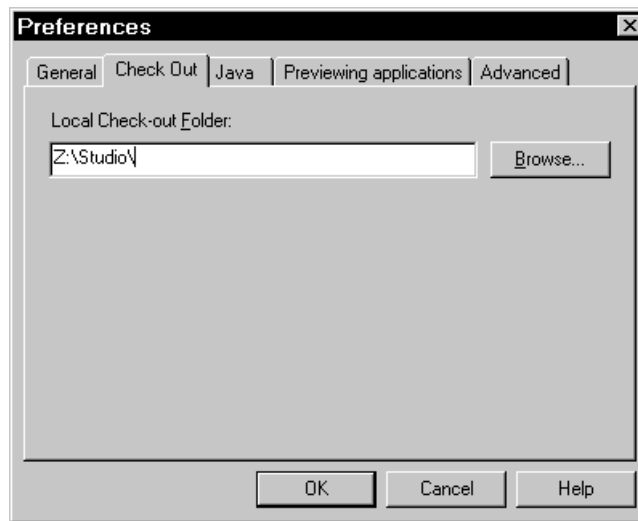 Preferences
General Check Out Java Previewing applications Advanced
Local Check-out Folder:
Z:\Studio\
Browse...
OK Cancel Help